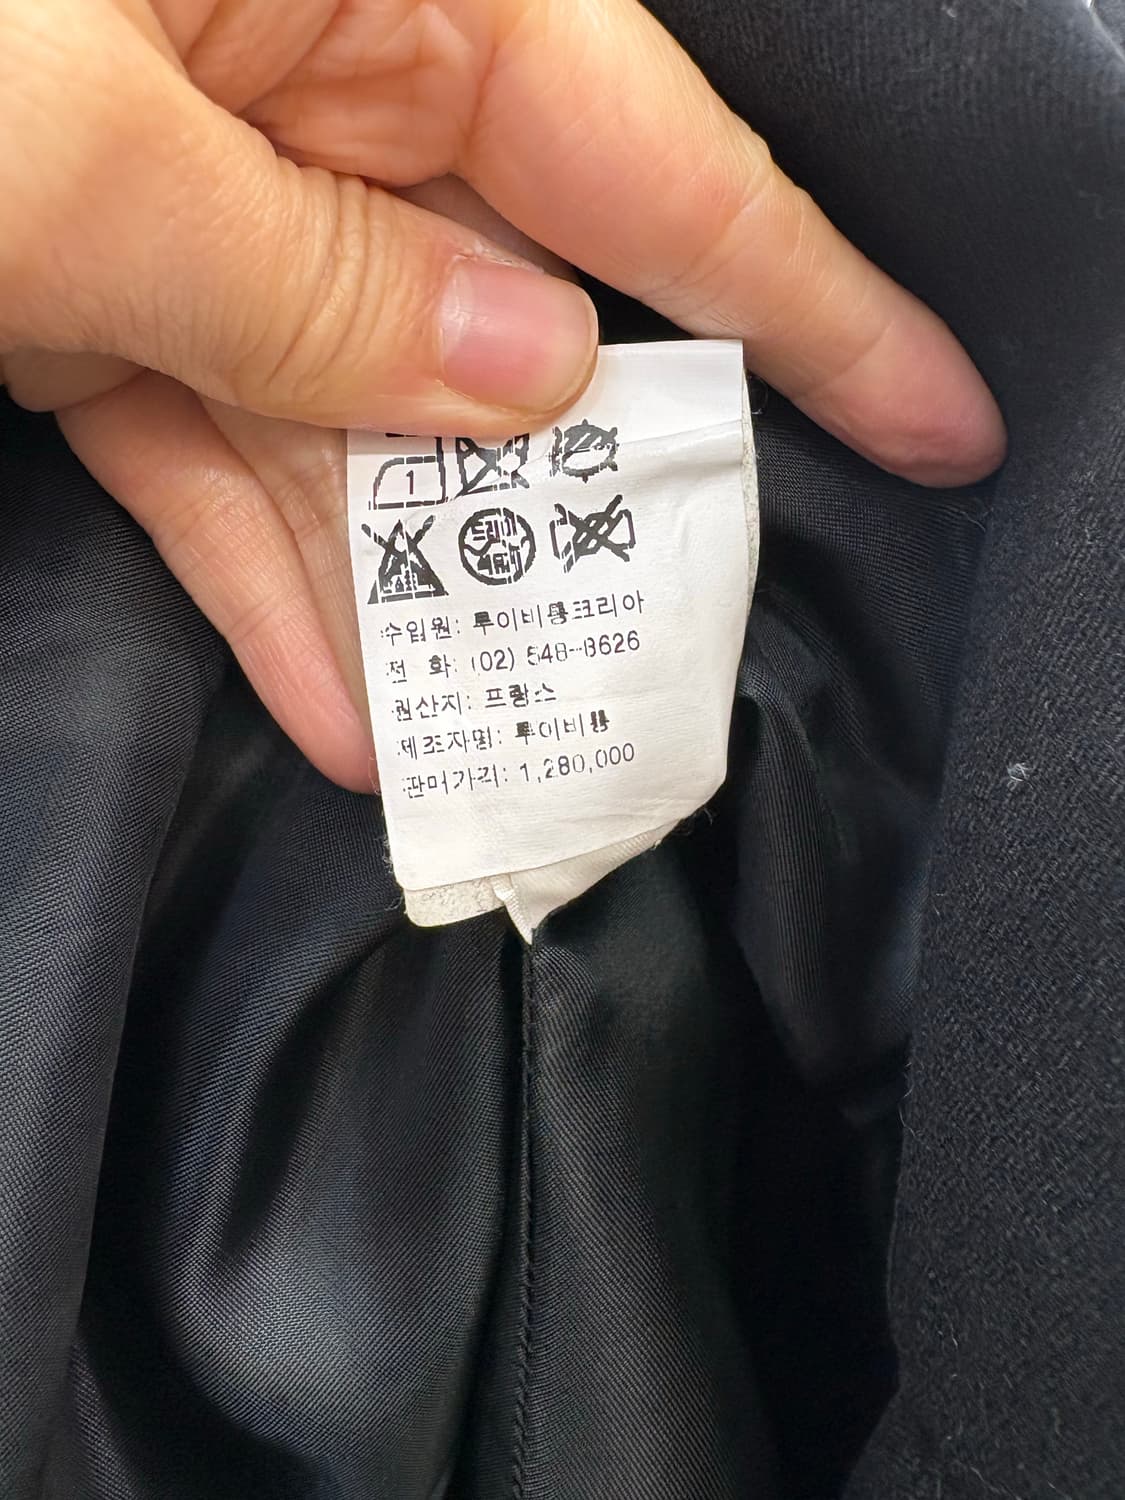 1
드라이
수입원: 루이비통코리아
전 화: (02) 548-8626
원산지: 프랑스
제조자명: 루이비통
판매가격: 1,280,000